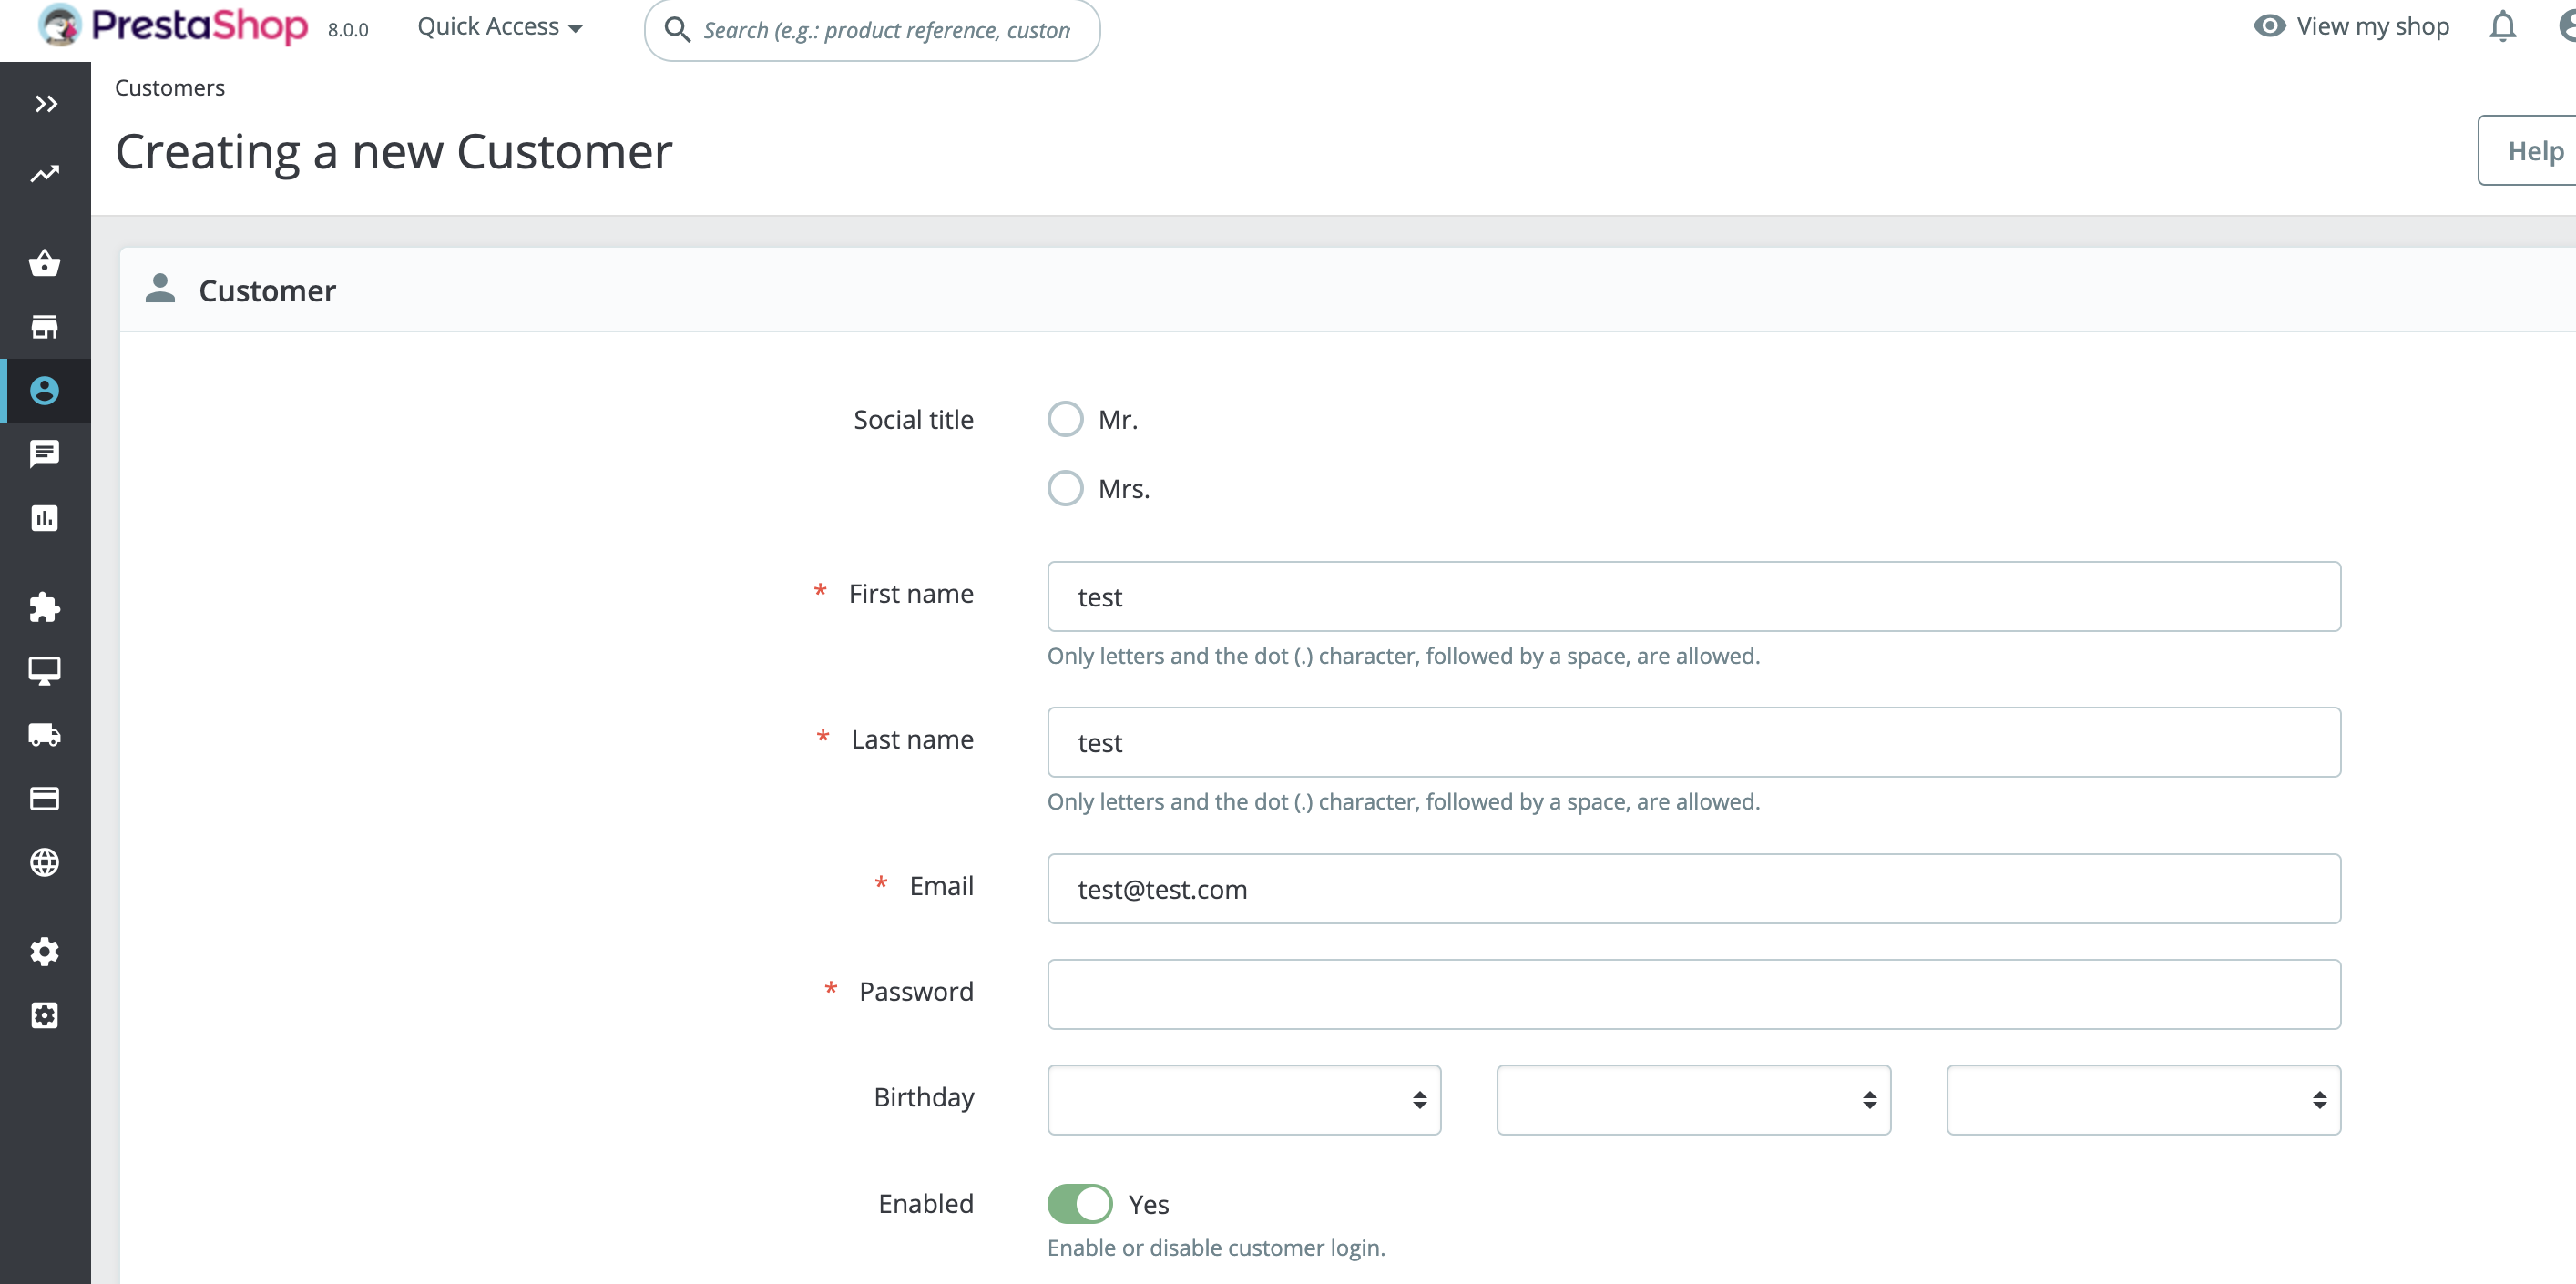 PrestaShop 8.0.0 Quick Access Search (e.g.: product reference, custon View my shop
Customers
Creating a new Customer
Help
Customer
Social title Mr.
Mrs.
* First name test
Only letters and the dot (.) character, followed by a space, are allowed.
* Last name test
Only letters and the dot (.) character, followed by a space, are allowed.
* Email test@test.com
* Password
Birthday
Enabled Yes
Enable or disable customer login.